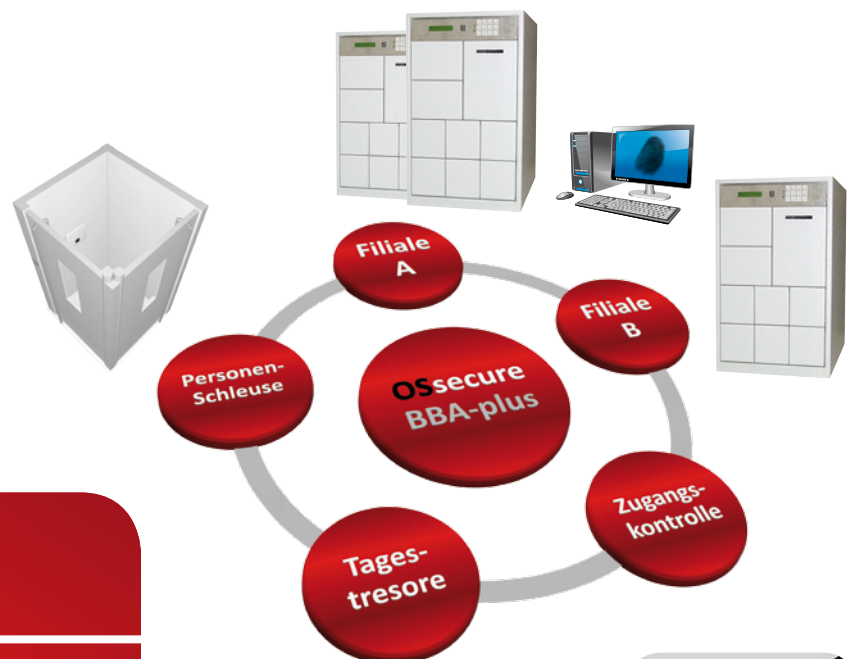 Filiale
A
Filiale
B
Personen-
Schleuse
OSsecure
BBA-plus
Zugangs-
kontrolle
Tages-
tresore